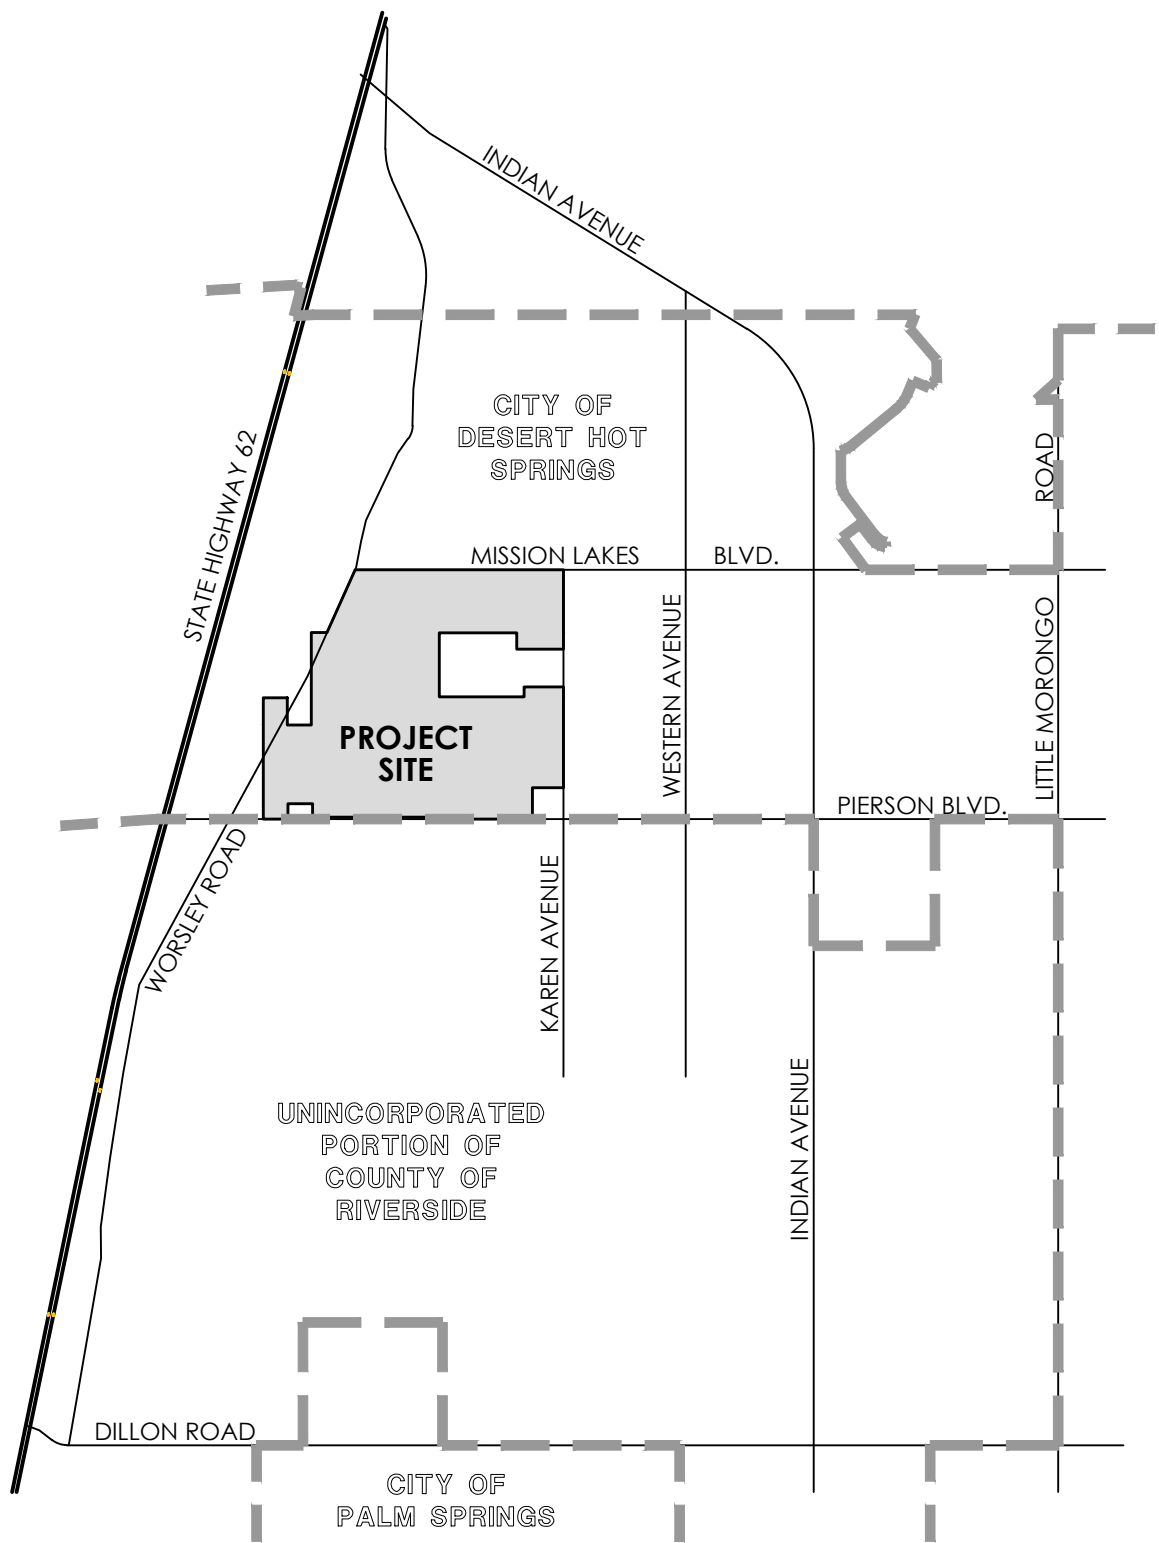 INDIAN AVENUE
CITY OF
DESERT HOT
SPRINGS
STATE HIGHWAY 62
ROAD
MISSION LAKES
BLVD.
WESTERN AVENUE
LITTLE MORONGO
PROJECT
SITE
PIERSON BLVD.
WORSLEY ROAD
KAREN AVENUE
INDIAN AVENUE
UNINCORPORATED
PORTION OF
COUNTY OF
RIVERSIDE
DILLON ROAD
CITY OF
PALM SPRINGS